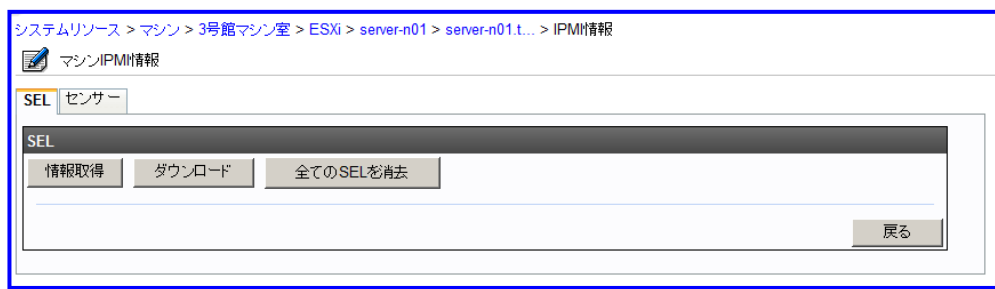 システムリソース > マシン > 3号館マシン室 > ESXi > server-n01 > server-n01.t... > IPMI情報
マシンIPMI情報
SEL センサー
SEL
情報取得 ダウンロード 全てのSELを消去
戻る